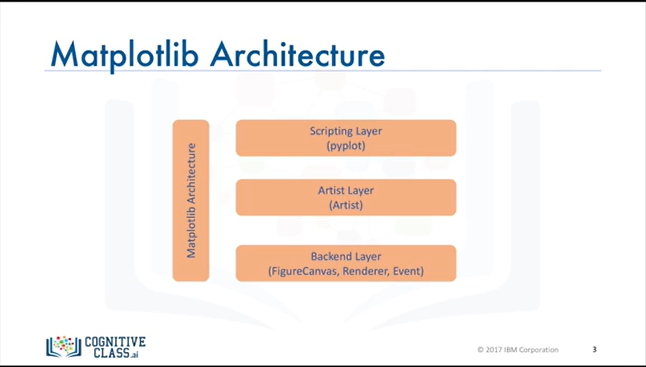 Matplotlib Architecture
Matplotlib Architecture
Scripting Layer
(pyplot)
Artist Layer
(Artist)
Backend Layer
(FigureCanvas, Renderer, Event)
COGNITIVE
CLASS.ai
© 2017 IBM Corporation
3